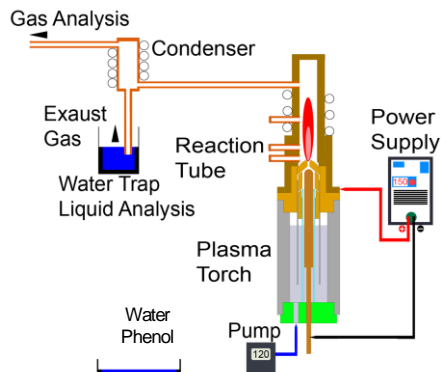 Gas Analysis
Condenser
Exaust
Gas
Water Trap
Liquid Analysis
Reaction
Tube
Power
Supply
150
+
-
Plasma
Torch
Water
Phenol
Pump
120